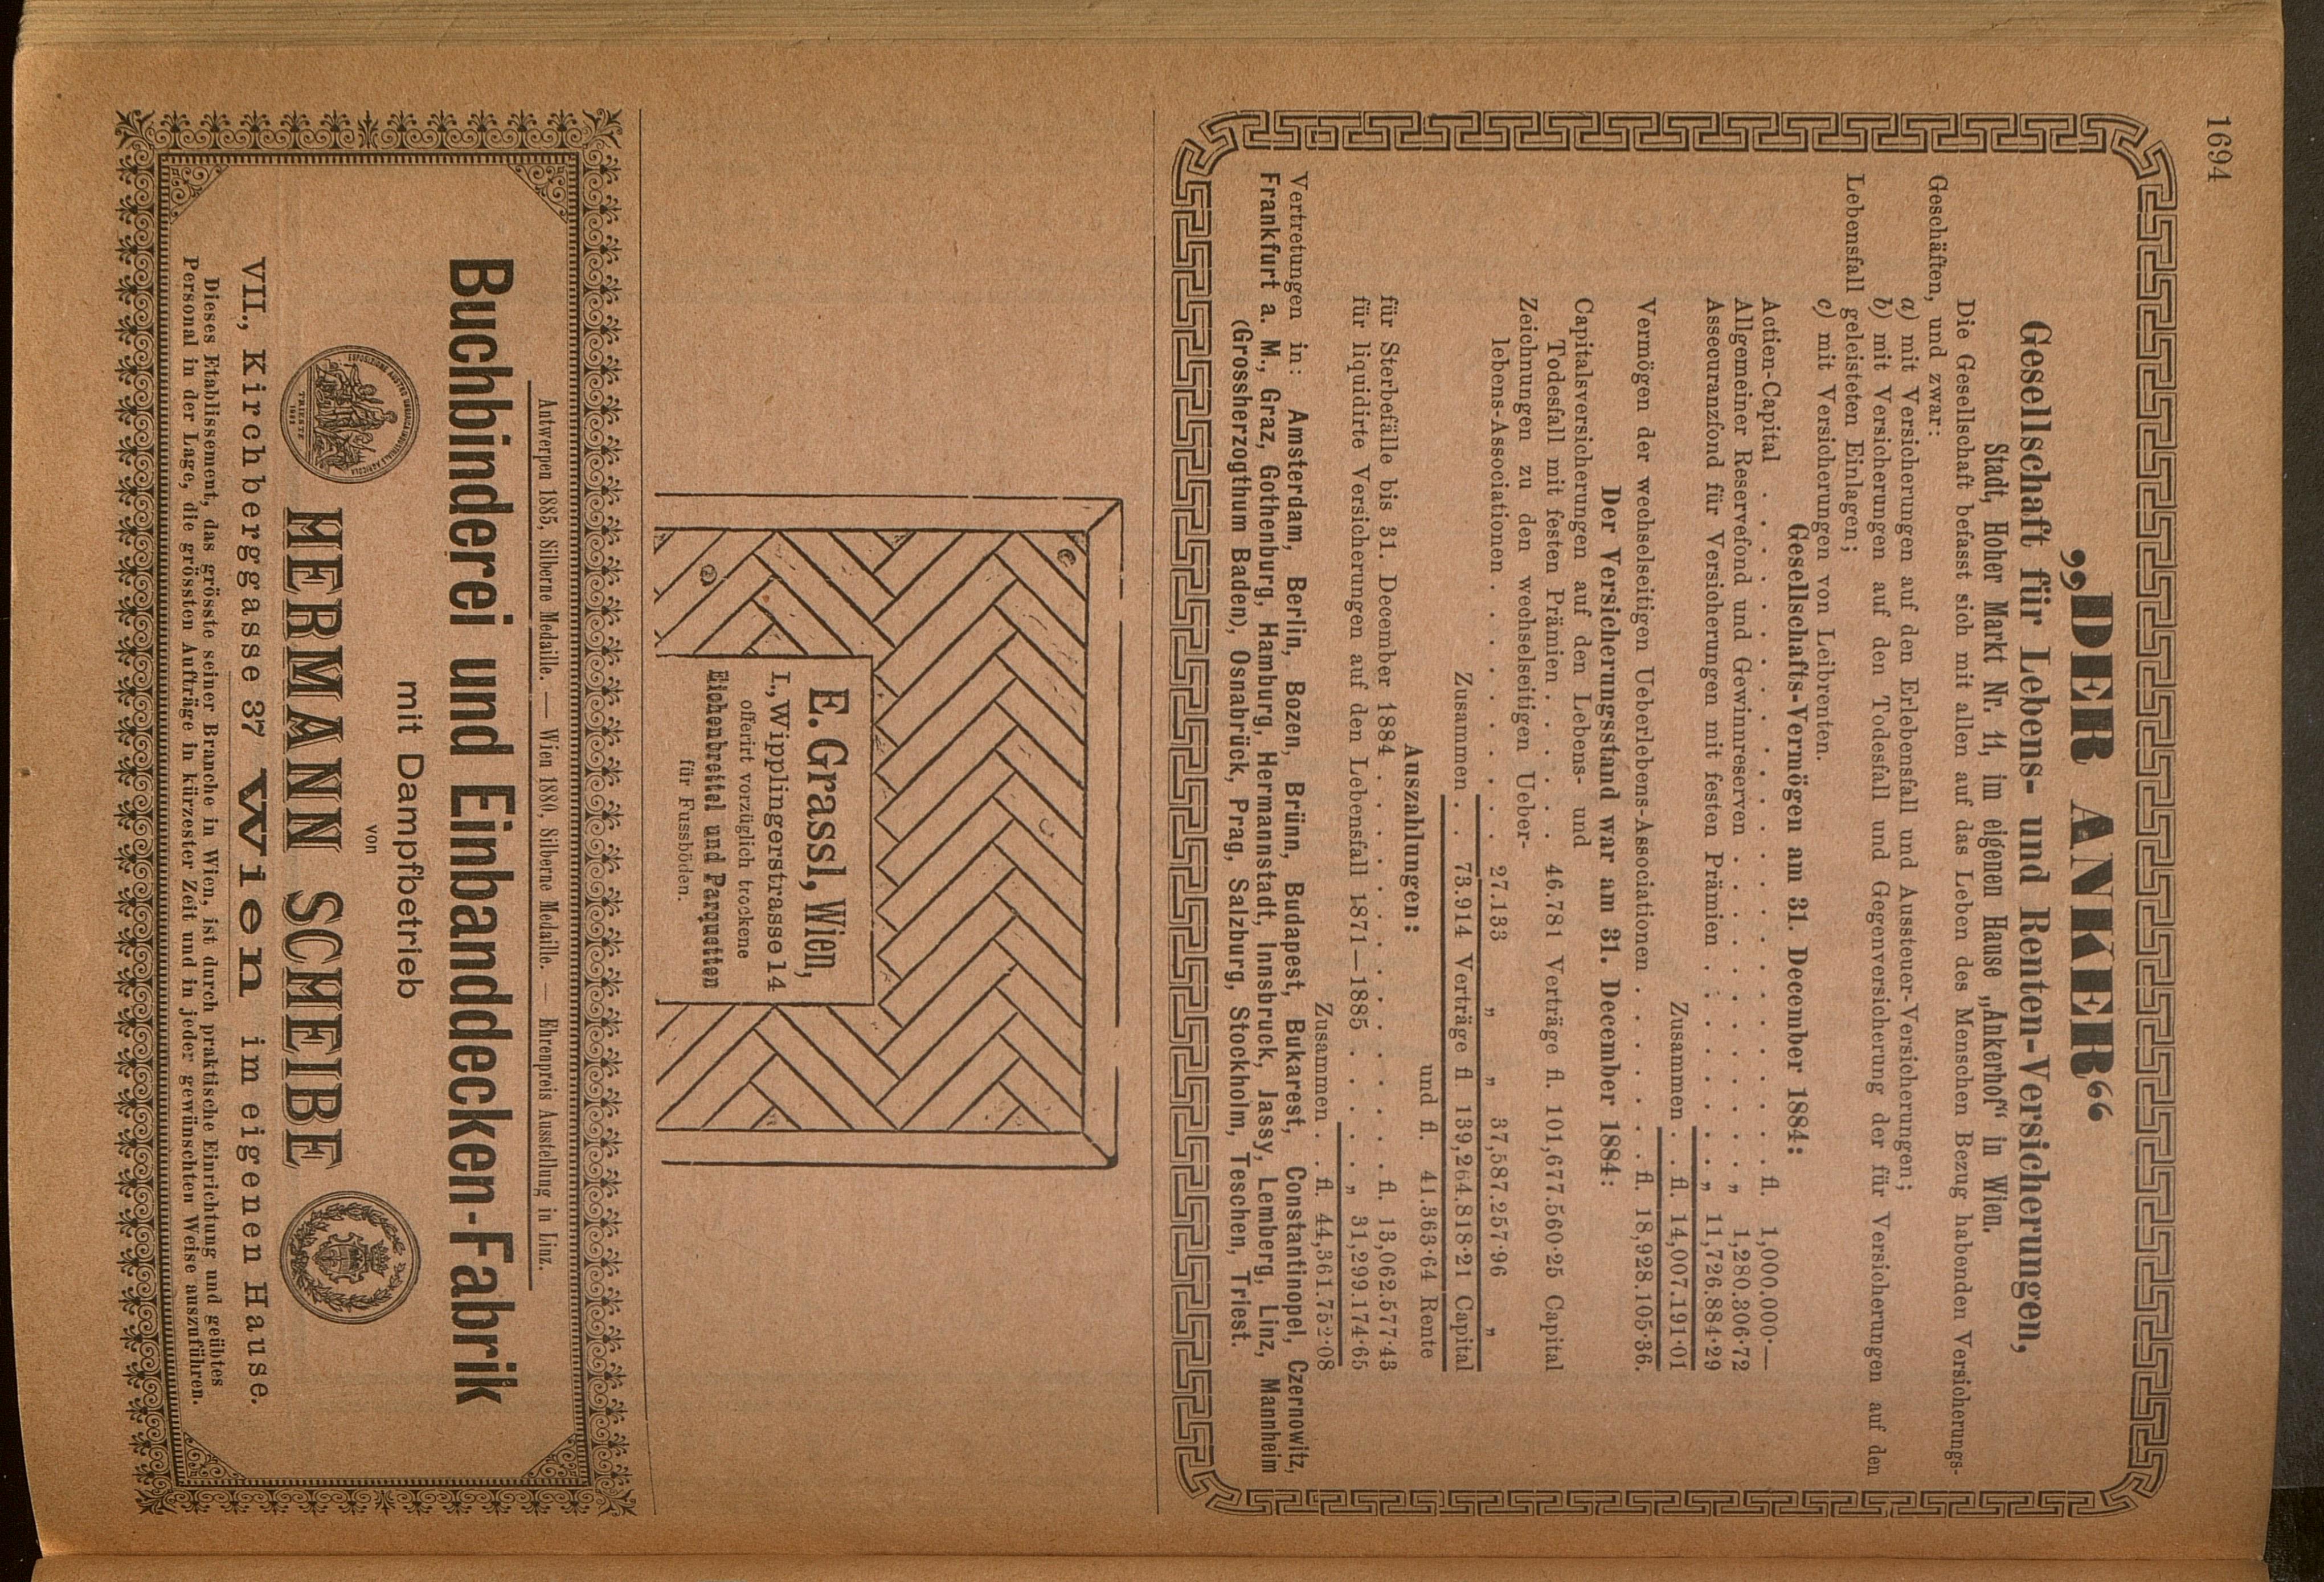 1694
„DER ANKER“
Gesellschaft für Lebens- und Renten-Versicherungen,
Stadt, Hoher Markt Nr. 11, im eigenen Hause „Ankerhof“ in Wien.
Die Gesellschaft befasst sich mit allen auf das Leben des Menschen Bezug habenden Versicherungs-
Geschäften, und zwar:
a) mit Versicherungen auf den Erlebensfall und Aussteuer-Versicherungen;
b) mit Versicherungen auf den Todesfall und Gegenversicherung der für Versicherungen auf den
Lebensfall geleisteten Einlagen;
c) mit Versicherungen von Leibrenten.
Gesellschafts-Vermögen am 31. December 1884:
Actien-Capital . . . . . . . . . . . . . . . . fl. 1,000.000·—
Allgemeiner Reservefond und Gewinnreserven . . . . . . „ 1,280.306·72
Assecuranzfond für Versicherungen mit festen Prämien . . . . . . „ 11,726.884·29
Zusammen . . fl. 14,007.191·01
Vermögen der wechselseitigen Ueberlebens-Associationen . . . . . . fl. 18,928.105·36.
Der Versicherungsstand war am 31. December 1884:
Capitalsversicherungen auf den Lebens- und
Todesfall mit festen Prämien . . . . . . 46.781 Verträge fl. 101,677.560·25 Capital
Zeichnungen zu den wechselseitigen Ueber-
lebens-Associationen . . . . . . . . . 27.133 „ „ 37,587.257·96 „
Zusammen . . 73.914 Verträge fl 139,264.818·21 Capital
und fl. 41.363·64 Rente
Auszahlungen:
für Sterbefälle bis 31. December 1884 . . . . . . . . . . . . fl. 13,062.577·43
für liquidirte Versicherungen auf den Lebensfall 1871—1885 . . . . . „ 31,299.174·65
Zusammen . . fl. 44,361.752·08
Vertretungen in: Amsterdam, Berlin, Bozen, Brünn, Budapest, Bukarest, Constantinopel, Czernowitz,
Frankfurt a. M., Graz, Gothenburg, Hamburg, Hermannstadt, Innsbruck, Jassy, Lemberg, Linz, Mannheim
(Grossherzogthum Baden), Osnabrück, Prag, Salzburg, Stockholm, Teschen, Triest.
E. Grassl, Wien,
I., Wipplingerstrasse 14
offerirt vorzüglich trockene
Eichenbrettel und Parquetten
für Fussböden.
Antwerpen 1885, Silberne Medaille. — Wien 1880, Silberne Medaille. — Ehrenpreis Ausstellung in Linz.
Buchbinderei und Einbanddecken-Fabrik
mit Dampfbetrieb
von
HERMANN SCHEIBE
TRIESTE
VII., Kirchberggasse 37 Wien im eigenen Hause.
Dieses Etablissement, das grösste seiner Branche in Wien, ist durch praktische Einrichtung und geübtes
Personal in der Lage, die grössten Aufträge in kürzester Zeit und in jeder gewünschten Weise auszuführen.